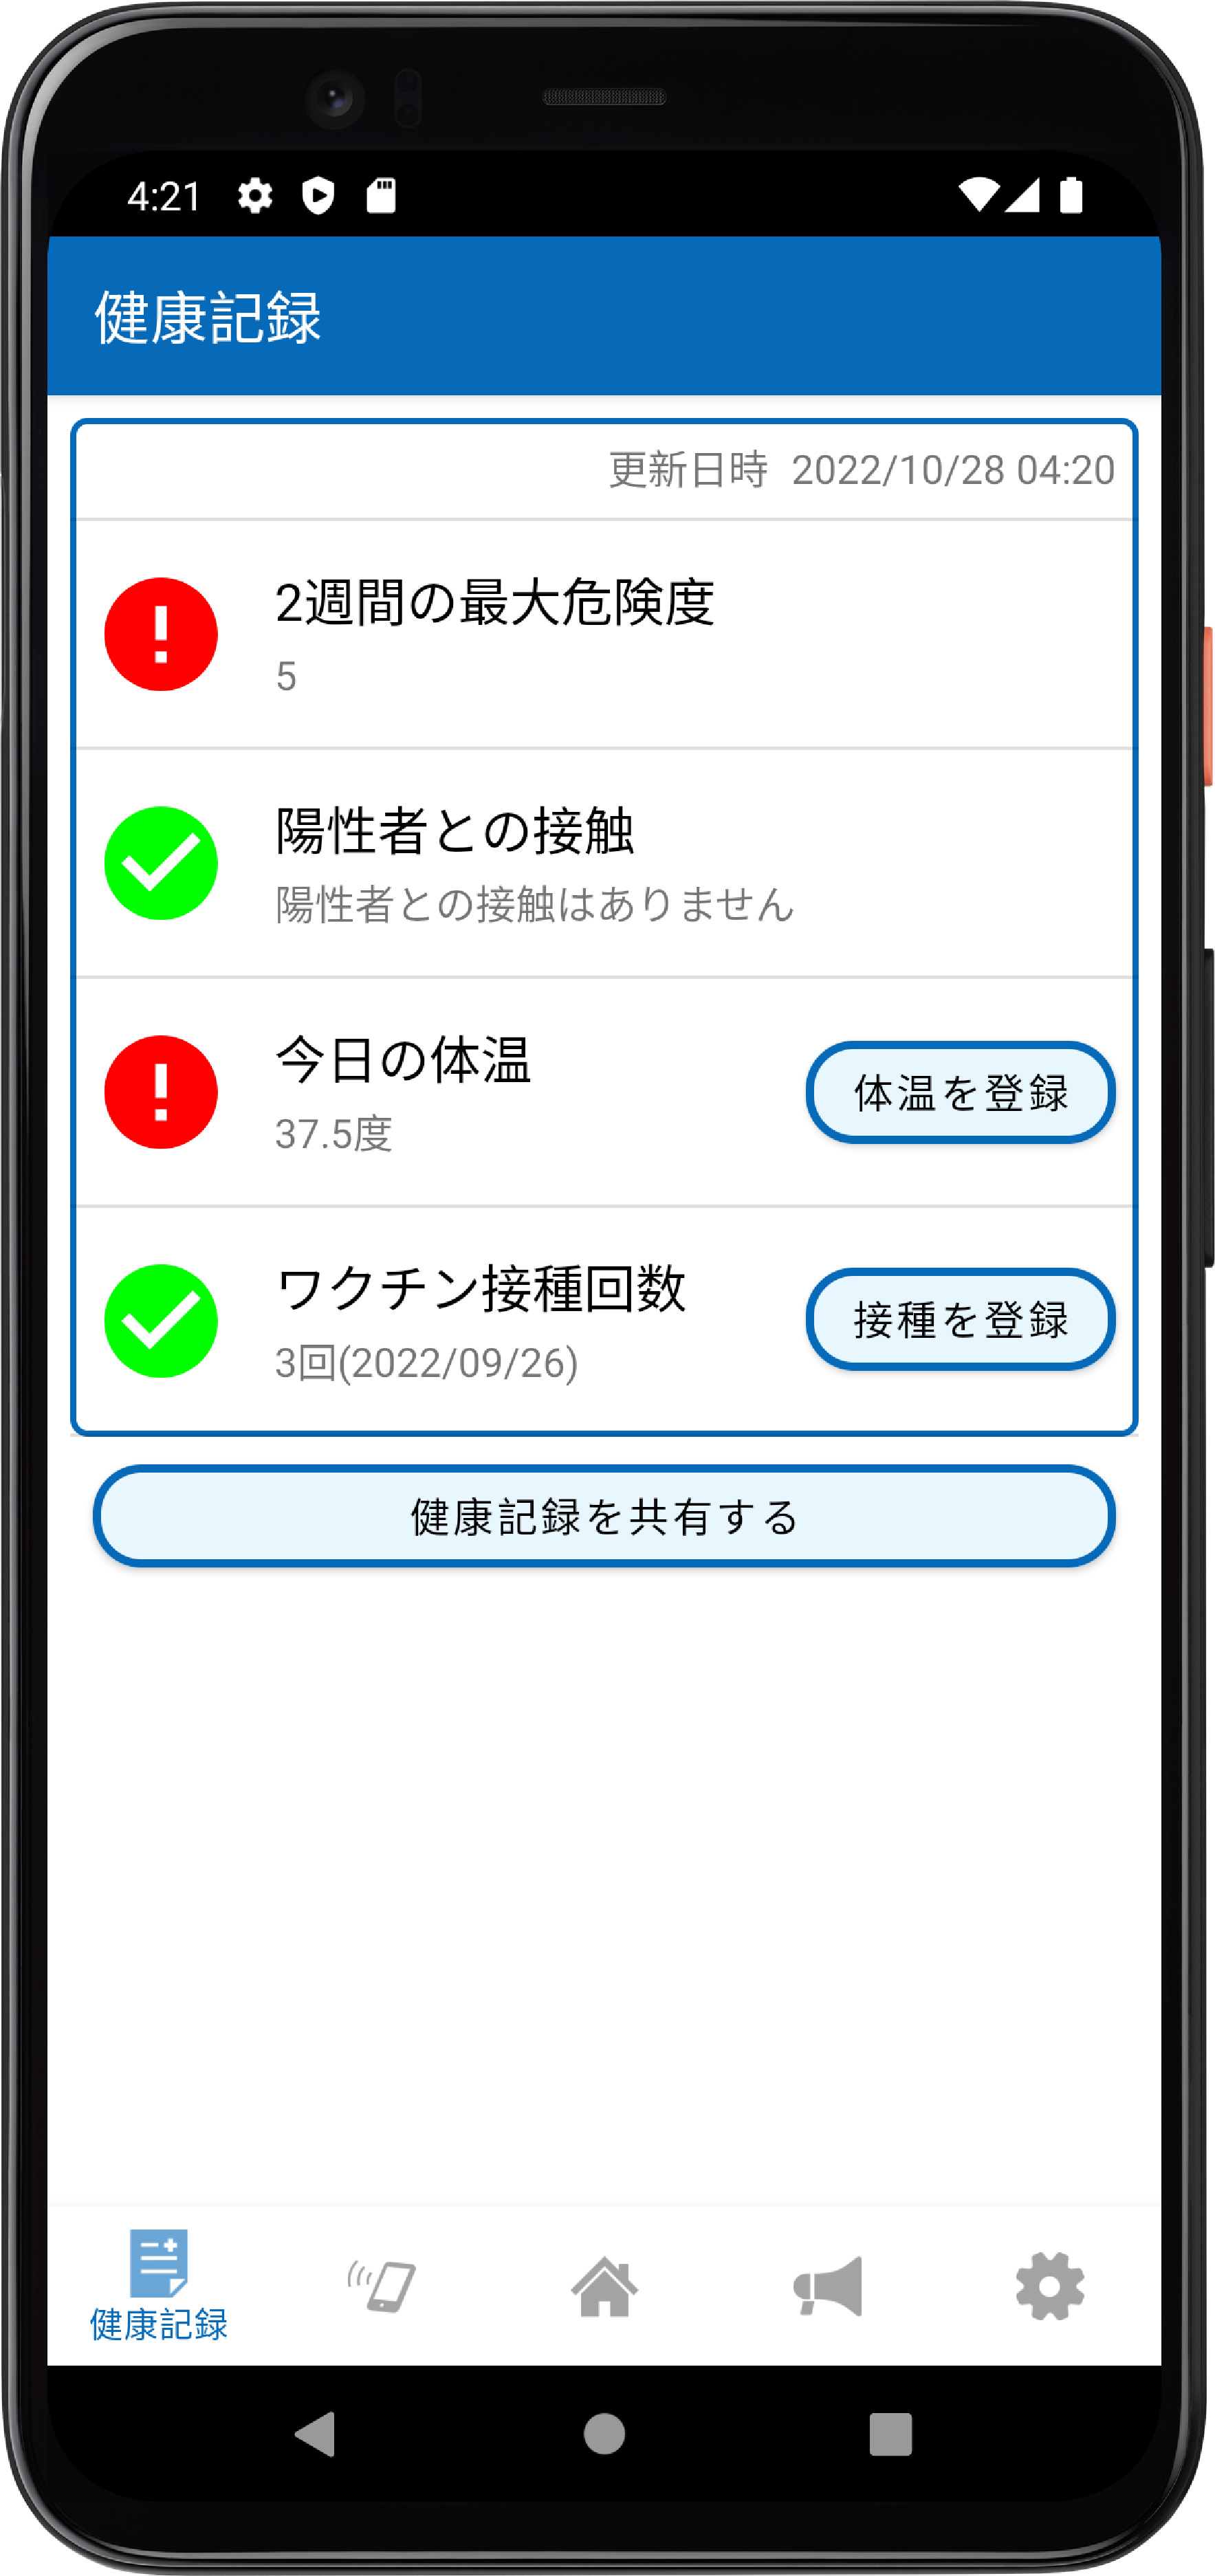 4:21
健康記録
更新日時 2022/10/28 04:20
2週間の最大危険度
5
陽性者との接触
陽性者との接触はありません
今日の体温
37.5度
体温を登録
ワクチン接種回数
3回(2022/09/26)
接種を登録
健康記録を共有する
健康記録